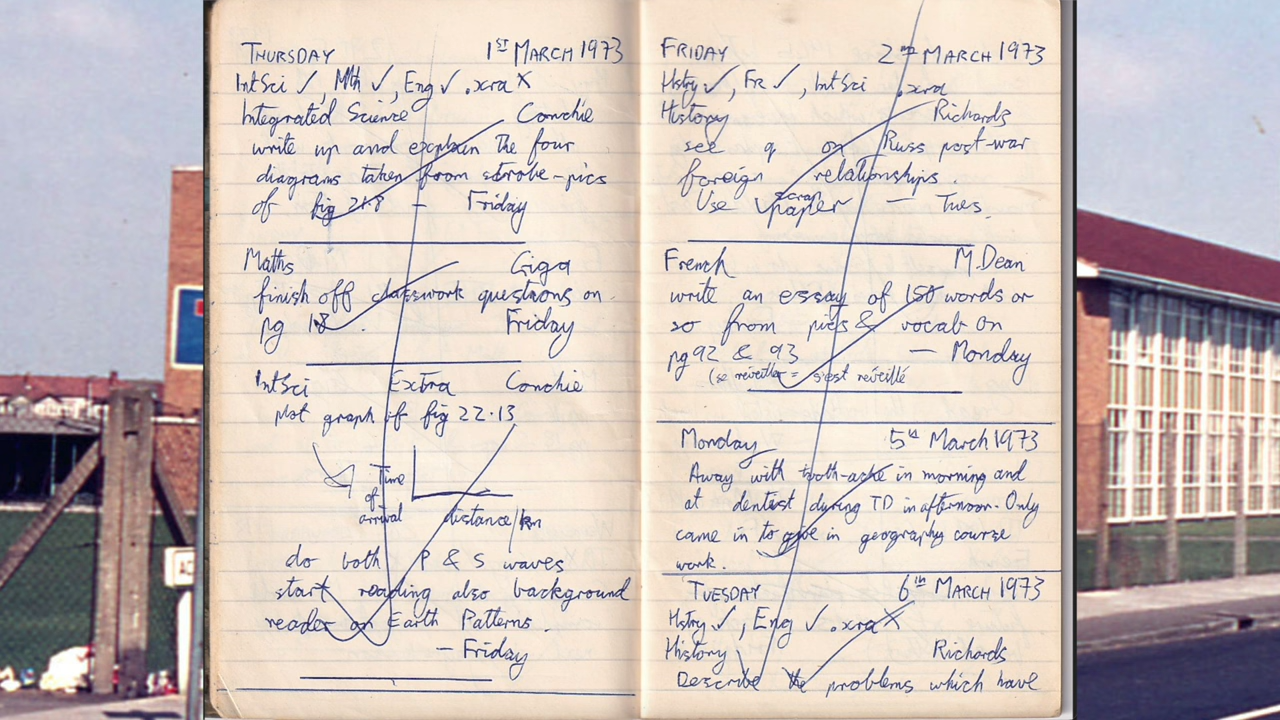 THURSDAY 1ST MARCH 1973
IntSci ✓, Mth ✓, Eng ✓ .xra X
Integrated Science Conchie
write up and explain the four
diagrams taken from strobe-pics
of fig 21.8 — Friday
Maths Giga
finish off classwork questions on
pg 18. Friday
IntSci Extra Conchie
plot graph of fig 22.13
Time
of
arrival distance/km
do both P & S waves
start reading also background
reader on Earth Patterns.
— Friday
FRIDAY 2nd MARCH 1973
Hstry ✓, Fr ✓, IntSci .xra
History Richards
see q on Russ post-war
foreign relationships.
Use scrap paper — Tues.
French M.Dean
write an essay of 150 words or
so from pics & vocab on
pg 92 & 93 — Monday
(se réveiller = s'est réveillé
Monday 5th March 1973
Away with tooth-ache in morning and
at dentist during TD in afternoon. Only
came in to give in geography course
work.
TUESDAY 6th MARCH 1973
Hstry ✓, Eng ✓ .xra X
History Richards
Describe the problems which have